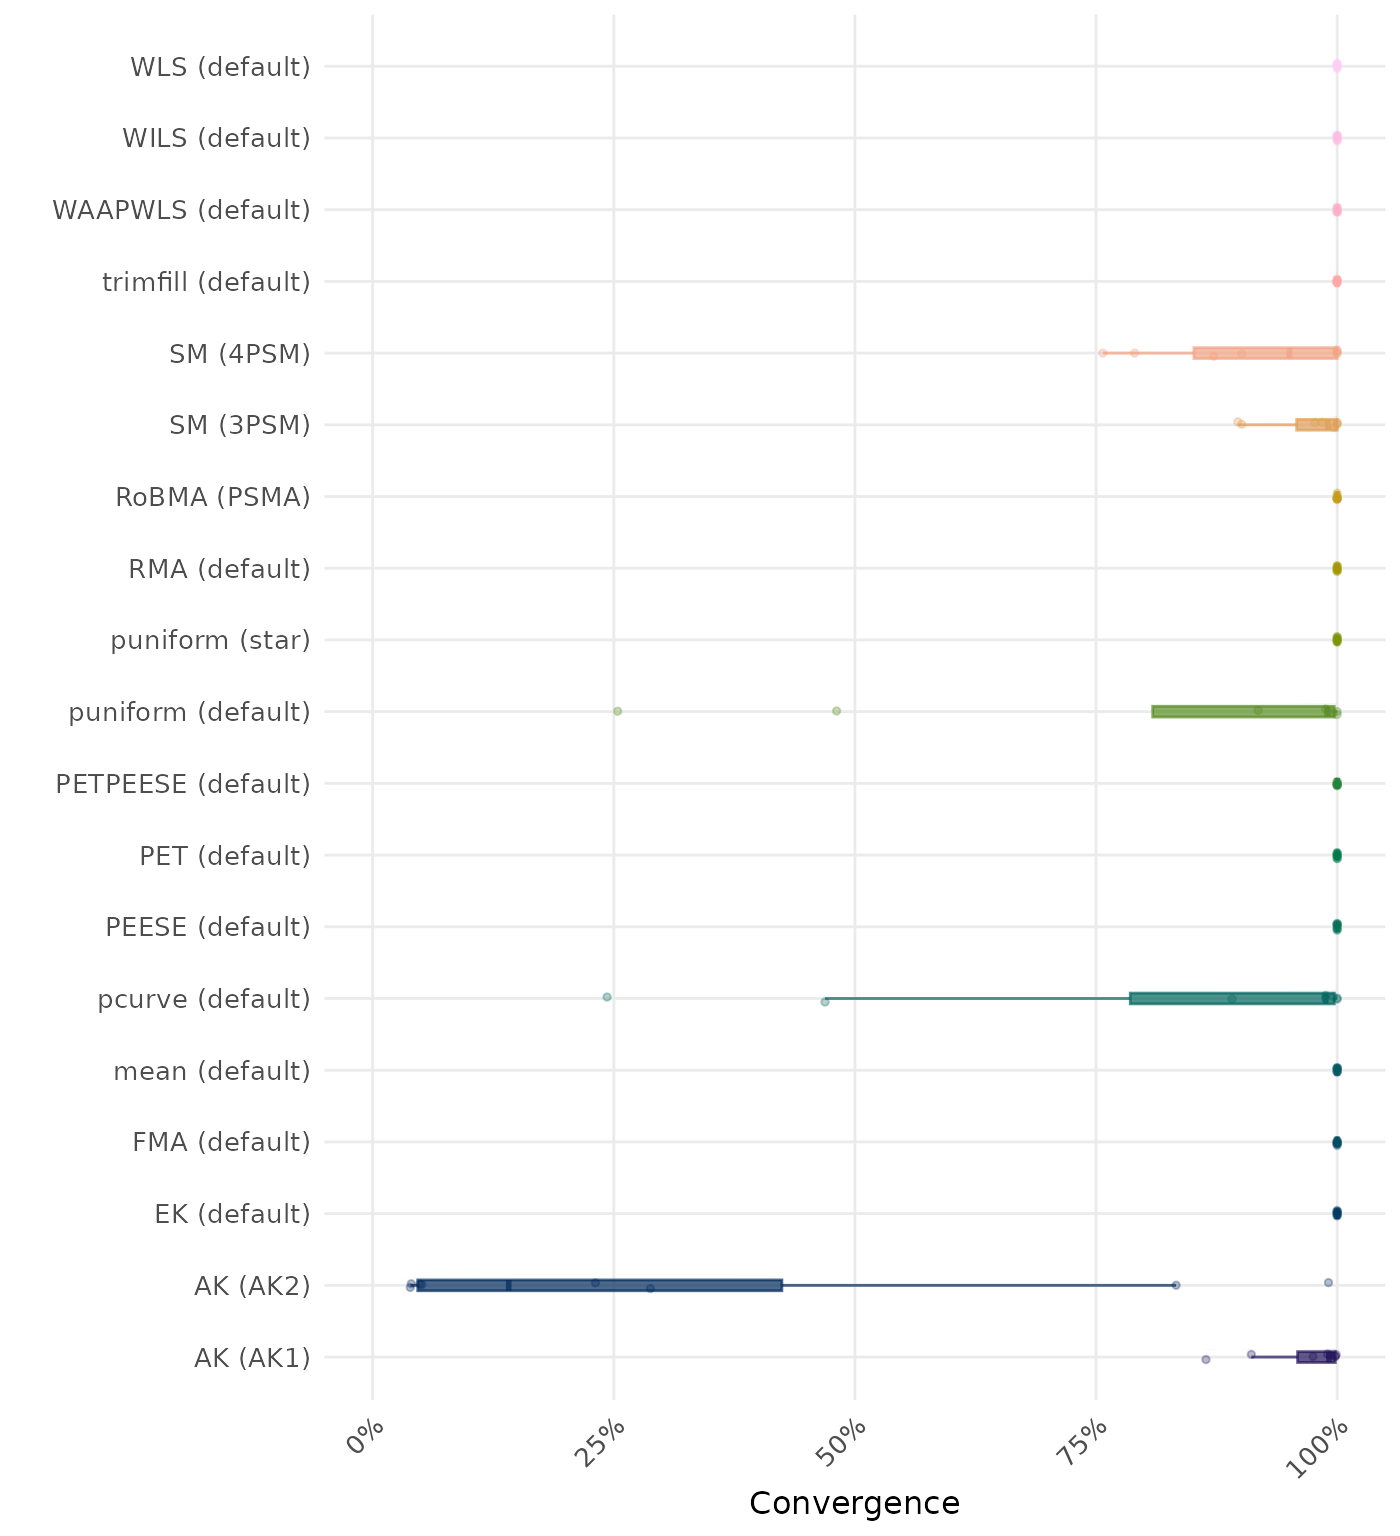 WLS (default)
WILS (default)
WAAPWLS (default)
trimfill (default)
SM (4PSM)
SM (3PSM)
RoBMA (PSMA)
RMA (default)
puniform (star)
puniform (default)
PETPEESE (default)
PET (default)
PEESE (default)
pcurve (default)
mean (default)
FMA (default)
EK (default)
AK (AK2)
AK (AK1)
0% 25% 50% 75% 100%
Convergence